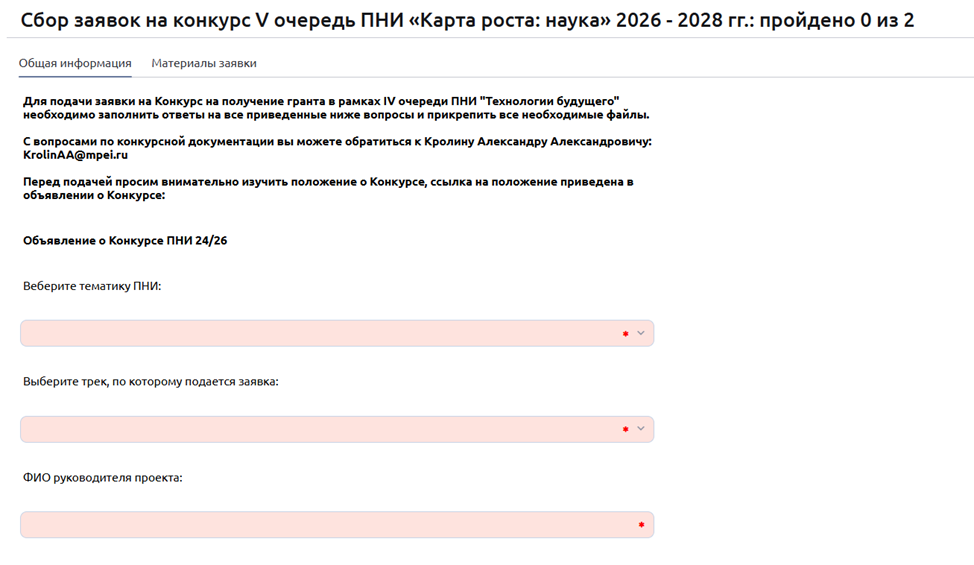 Сбор заявок на конкурс V очередь ПНИ «Карта роста: наука» 2026 - 2028 гг.: пройдено 0 из 2
Общая информация Материалы заявки
Для подачи заявки на Конкурс на получение гранта в рамках IV очереди ПНИ "Технологии будущего"
необходимо заполнить ответы на все приведенные ниже вопросы и прикрепить все необходимые файлы.
С вопросами по конкурсной документации вы можете обратиться к Кролину Александру Александровичу:
KrolinAA@mpei.ru
Перед подачей просим внимательно изучить положение о Конкурсе, ссылка на положение приведена в
объявлении о Конкурсе:
Объявление о Конкурсе ПНИ 24/26
Веберите тематику ПНИ:
*
Выберите трек, по которому подается заявка:
*
ФИО руководителя проекта:
*